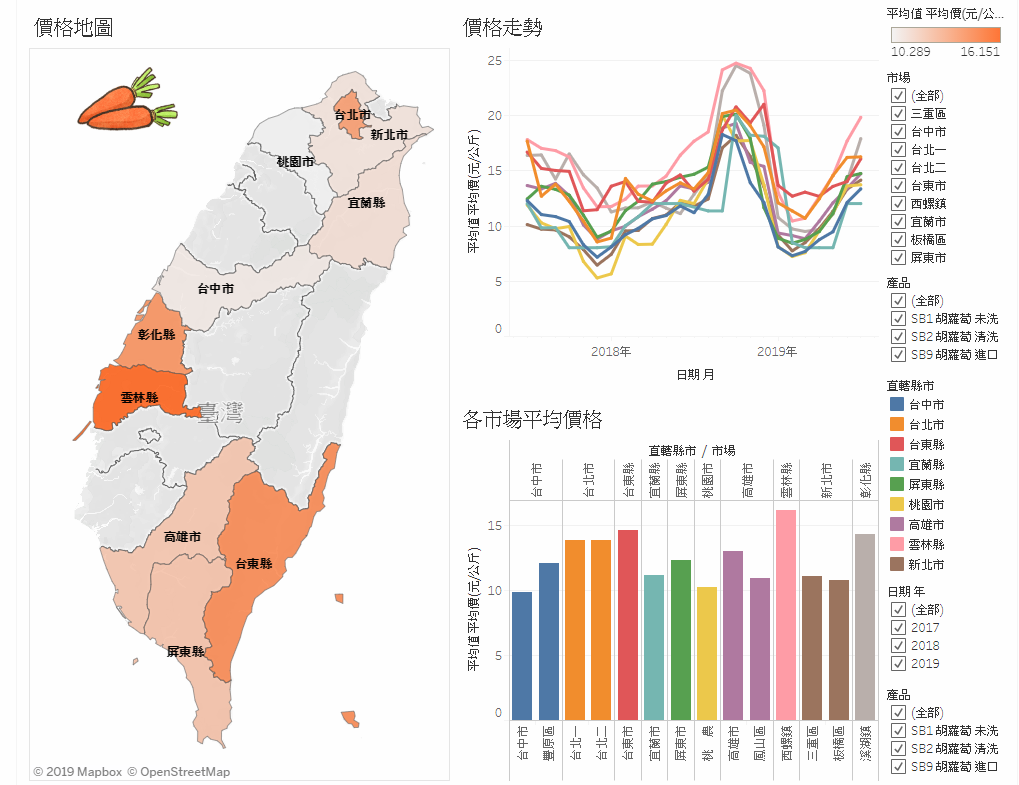 價格地圖
台北市
新北市
桃園市
宜蘭縣
台中市
彰化縣
雲林縣
臺灣
高雄市
台東縣
屏東縣
© 2019 Mapbox © OpenStreetMap
價格走勢
平均值 平均價(元/公斤)
25
20
15
10
5
0
2018年
2019年
日期 月
各市場平均價格
直轄縣市 / 市場
台中市
台北市
台東縣
宜蘭縣
屏東縣
桃園市
高雄市
雲林縣
新北市
彰化縣
平均值 平均價(元/公斤)
15
10
5
0
台中市
豐原區
台北一
台北二
台東市
宜蘭市
屏東市
桃 農
高雄市
鳳山區
西螺鎮
三重區
板橋區
溪湖鎮
平均值 平均價(元/公...
10.289 16.151
市場
(全部)
三重區
台中市
台北一
台北二
台東市
西螺鎮
宜蘭市
板橋區
屏東市
產品
(全部)
SB1 胡蘿蔔 未洗
SB2 胡蘿蔔 清洗
SB9 胡蘿蔔 進口
直轄縣市
台中市
台北市
台東縣
宜蘭縣
屏東縣
桃園市
高雄市
雲林縣
新北市
日期 年
(全部)
2017
2018
2019
產品
(全部)
SB1 胡蘿蔔 未洗
SB2 胡蘿蔔 清洗
SB9 胡蘿蔔 進口